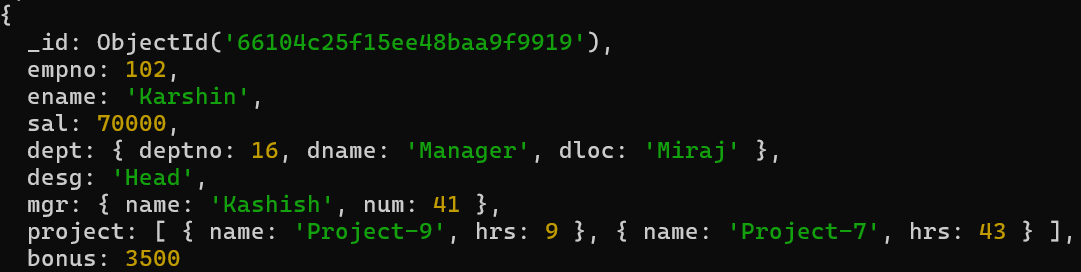 {
_id: ObjectId('66104c25f15ee48baa9f9919'),
empno: 102,
ename: 'Karshin',
sal: 70000,
dept: { deptno: 16, dname: 'Manager', dloc: 'Miraj' },
desg: 'Head',
mgr: { name: 'Kashish', num: 41 },
project: [ { name: 'Project-9', hrs: 9 }, { name: 'Project-7', hrs: 43 } ],
bonus: 3500